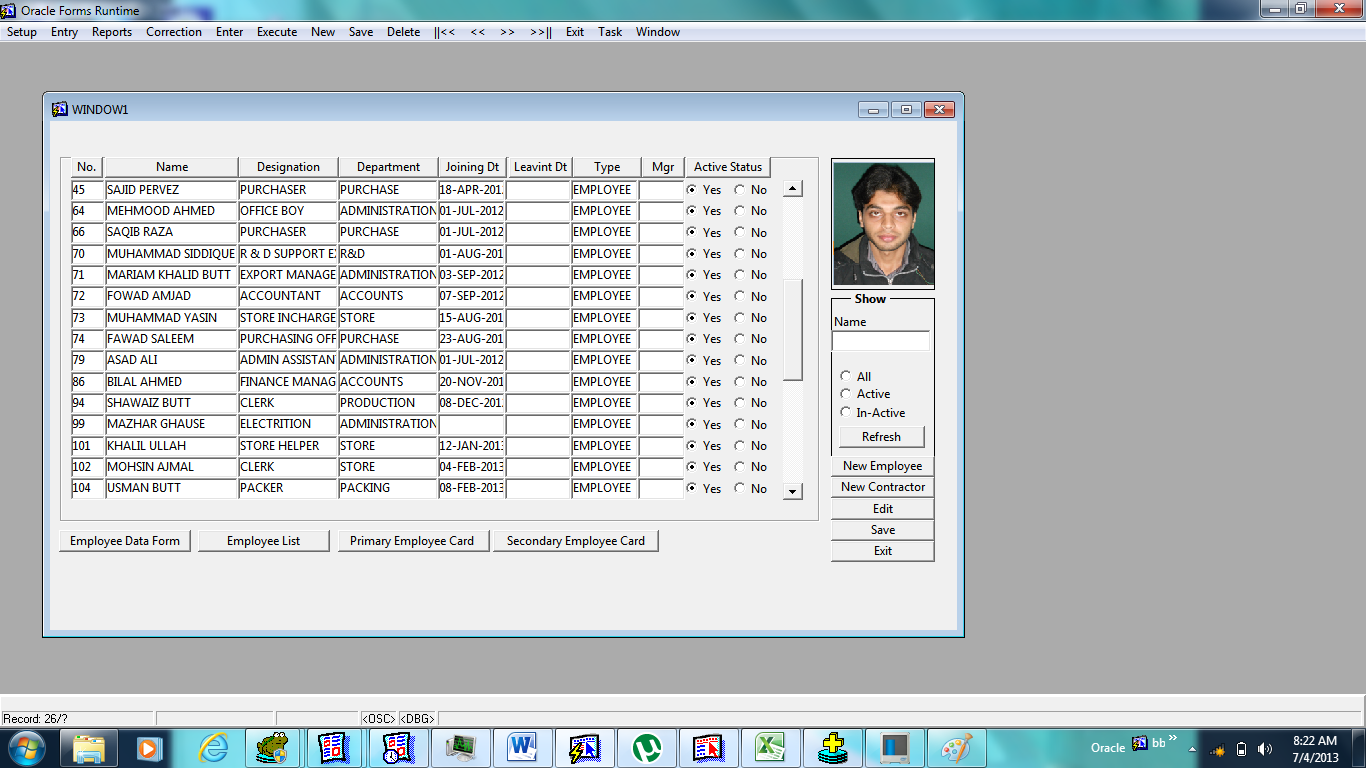 Oracle Forms Runtime
Setup Entry Reports Correction Enter Execute New Save Delete ||<< << >> >>|| Exit Task Window
WINDOW1
No. Name Designation Department Joining Dt Leavint Dt Type Mgr Active Status
45 SAJID PERVEZ PURCHASER PURCHASE 18-APR-201 EMPLOYEE Yes No
64 MEHMOOD AHMED OFFICE BOY ADMINISTRATION 01-JUL-2012 EMPLOYEE Yes No
66 SAQIB RAZA PURCHASER PURCHASE 01-JUL-2012 EMPLOYEE Yes No
70 MUHAMMAD SIDDIQUE R & D SUPPORT E R&D 01-AUG-201 EMPLOYEE Yes No
71 MARIAM KHALID BUTT EXPORT MANAGE ADMINISTRATION 03-SEP-2012 EMPLOYEE Yes No
72 FOWAD AMJAD ACCOUNTANT ACCOUNTS 07-SEP-2012 EMPLOYEE Yes No
73 MUHAMMAD YASIN STORE INCHARGE STORE 15-AUG-201 EMPLOYEE Yes No
74 FAWAD SALEEM PURCHASING OFF PURCHASE 23-AUG-201 EMPLOYEE Yes No
79 ASAD ALI ADMIN ASSISTAN ADMINISTRATION 01-JUL-2012 EMPLOYEE Yes No
86 BILAL AHMED FINANCE MANAG ACCOUNTS 20-NOV-201 EMPLOYEE Yes No
94 SHAWAIZ BUTT CLERK PRODUCTION 08-DEC-201 EMPLOYEE Yes No
99 MAZHAR GHAUSE ELECTRITION ADMINISTRATION EMPLOYEE Yes No
101 KHALIL ULLAH STORE HELPER STORE 12-JAN-2013 EMPLOYEE Yes No
102 MOHSIN AJMAL CLERK STORE 04-FEB-2013 EMPLOYEE Yes No
104 USMAN BUTT PACKER PACKING 08-FEB-2013 EMPLOYEE Yes No
Show
Name
All
Active
In-Active
Refresh
New Employee
New Contractor
Edit
Save
Exit
Employee Data Form Employee List Primary Employee Card Secondary Employee Card
Record: 26/? <OSC> <DBG>
Oracle bb »
8:22 AM
7/4/2013